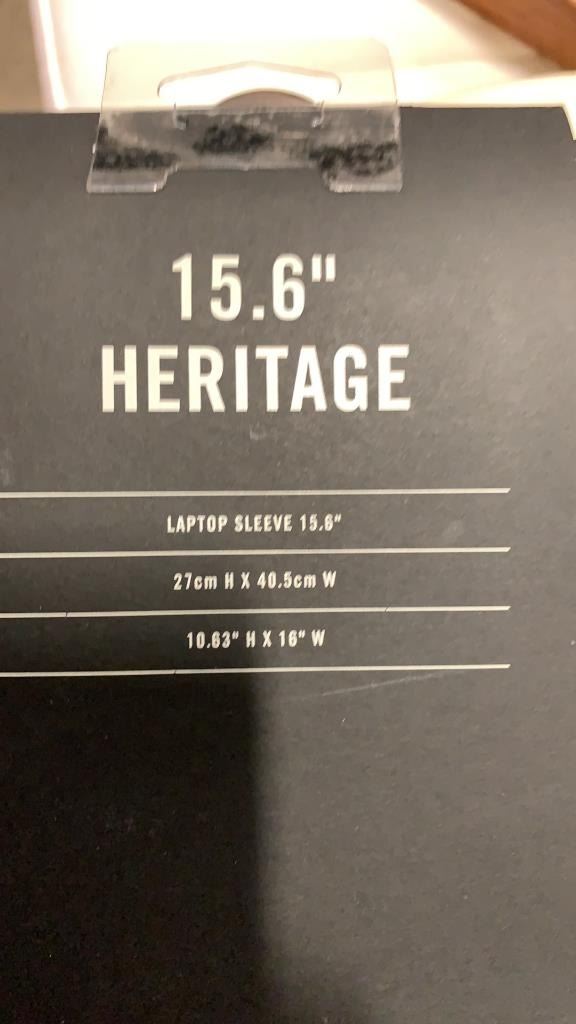 15.6"
HERITAGE
LAPTOP SLEEVE 15.6"
27cm H X 40.5cm W
10.63" H X 16" W